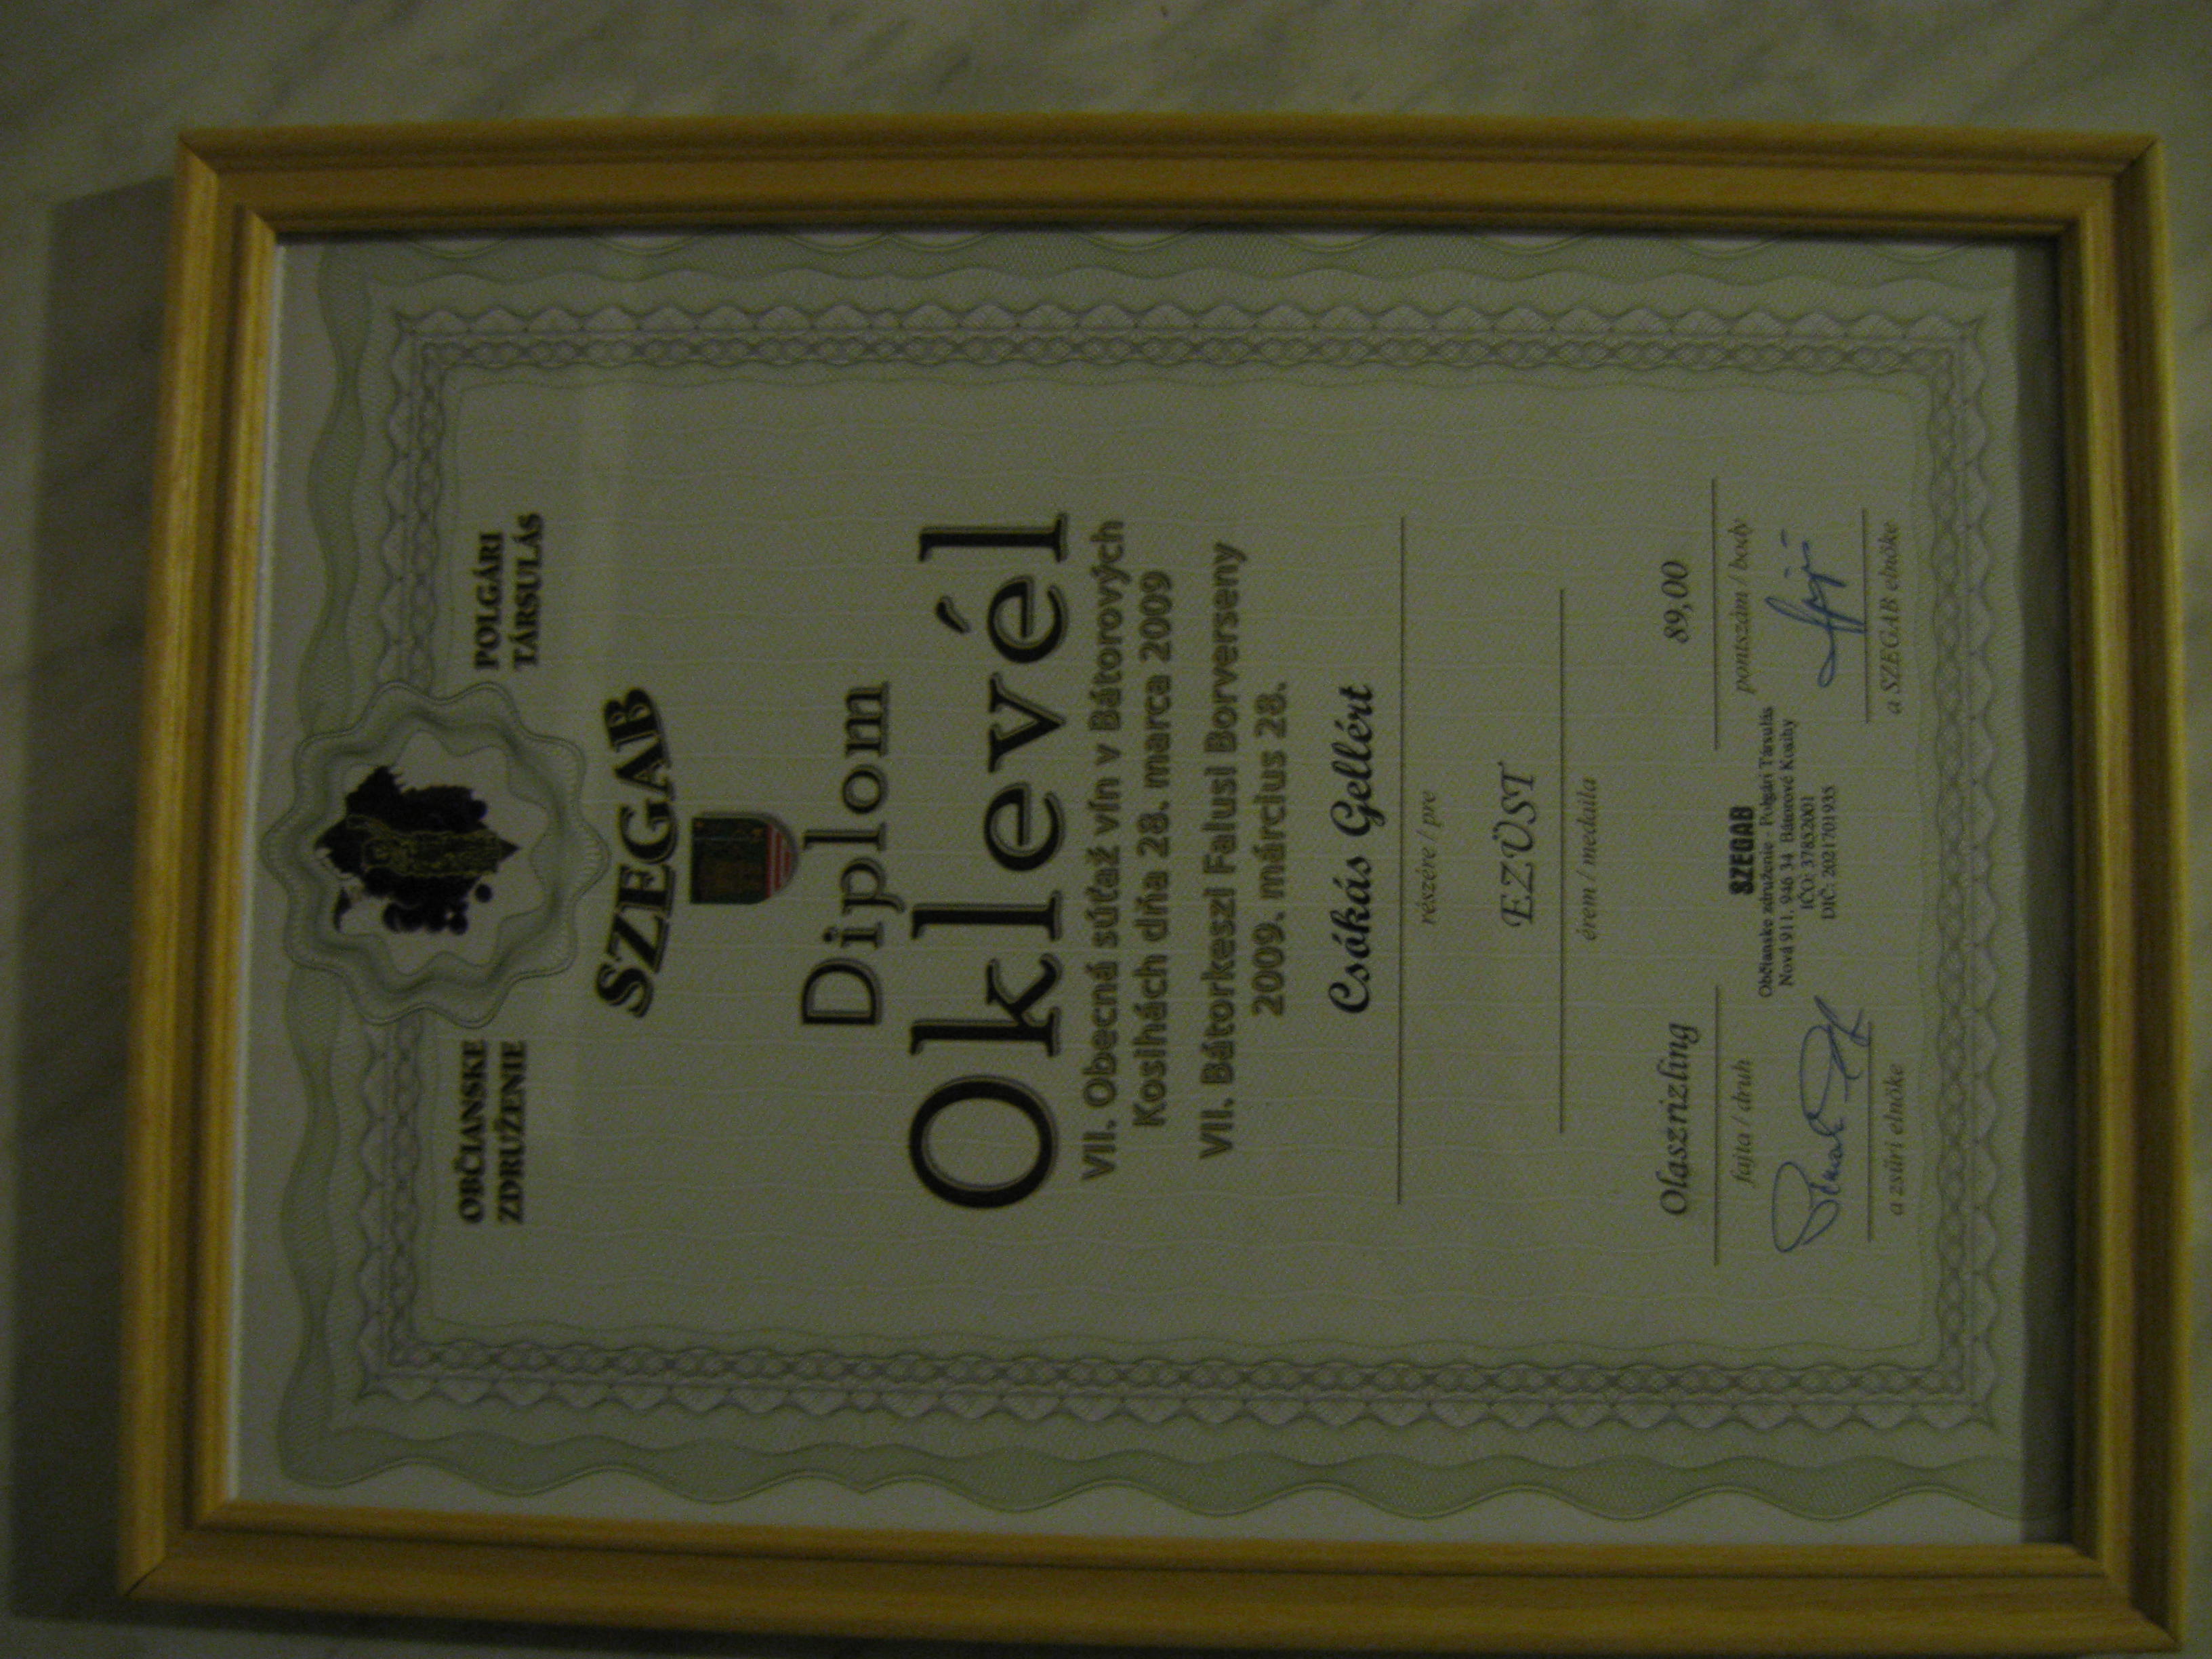 OBČIANSKE
ZDRUŽENIE
POLGÁRI
TÁRSULÁS
SZEGAB
Diplom
Oklevél
VII. Obecná súťaž vín v Bátorových
Kosihách dňa 28. marca 2009
VII. Bátorkeszi Falusi Borverseny
2009. március 28.
Csókás Gellért
részére / pre
EZÜST
érem / medaila
Olaszrizling
89,00
fajta / druh
pontszám / body
SZEGAB
Občianske združenie - Polgári Társulás
Nová 911, 946 34 Bátorové Kosihy
IČO: 37852001
DIČ: 2021701935
a zsűri elnöke
a SZEGAB elnöke